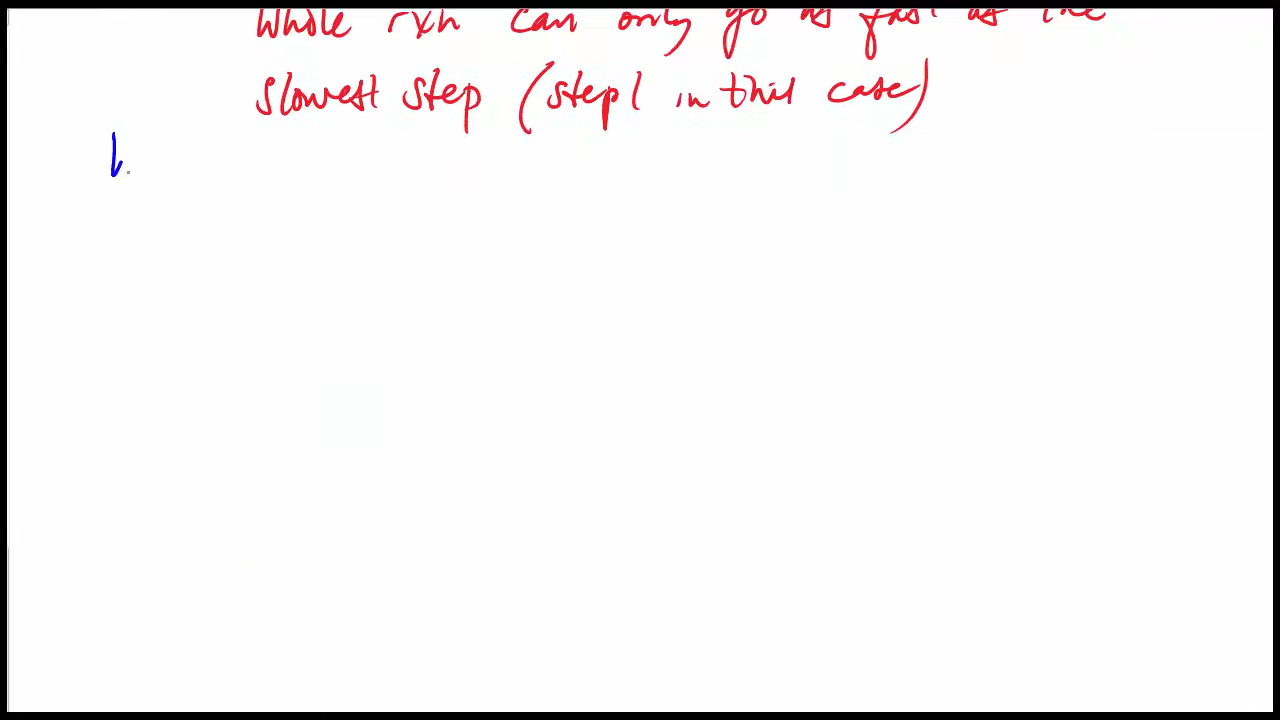 whole rxn can only go as fast as the
slowest step (step 1 in this case)